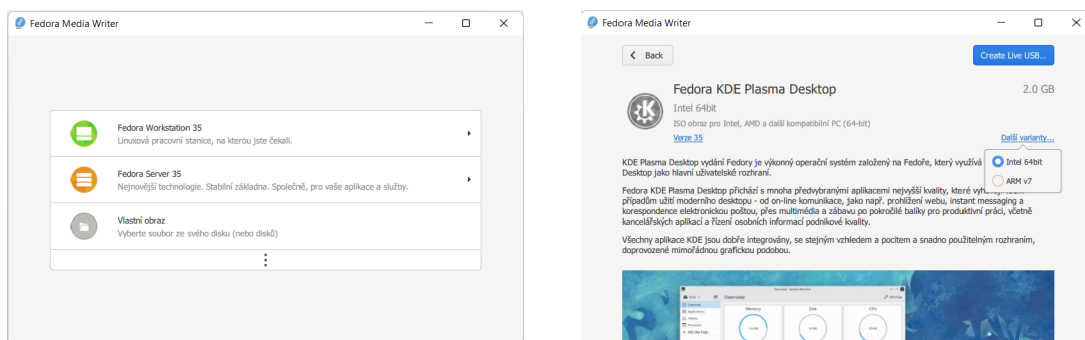 Fedora Media Writer
Fedora Workstation 35
Linuxová pracovní stanice, na kterou jste čekali.
Fedora Server 35
Nejnovější technologie. Stabilní základna. Společně, pro vaše aplikace a služby.
Vlastní obraz
Vyberte soubor ze svého disku (nebo disků)
Fedora Media Writer
Back
Create Live USB...
Fedora KDE Plasma Desktop
2.0 GB
Intel 64bit
ISO obraz pro Intel, AMD a další kompatibilní PC (64-bit)
Verze 35
Další varianty...
Intel 64bit
ARM v7
KDE Plasma Desktop vydání Fedory je výkonný operační systém založený na Fedoře, který využívá
Desktop jako hlavní uživatelské rozhraní.
Fedora KDE Plasma Desktop přichází s mnoha předvybranými aplikacemi nejvyšší kvality, které
případům užití moderního desktopu - od on-line komunikace, jako např. prohlížení webu, instant messaging a
korespondence elektronickou poštou, přes multimédia a zábavu po pokročilé balíky pro produktivní práci, včetně
kancelářských aplikací a řízení osobních informací podnikové kvality.
Všechny aplikace KDE jsou dobře integrovány, se stejným vzhledem a pocitem a snadno použitelným rozhraním,
doprovozené mimořádnou grafickou podobou.
Overview
Memory
Disk
CPU